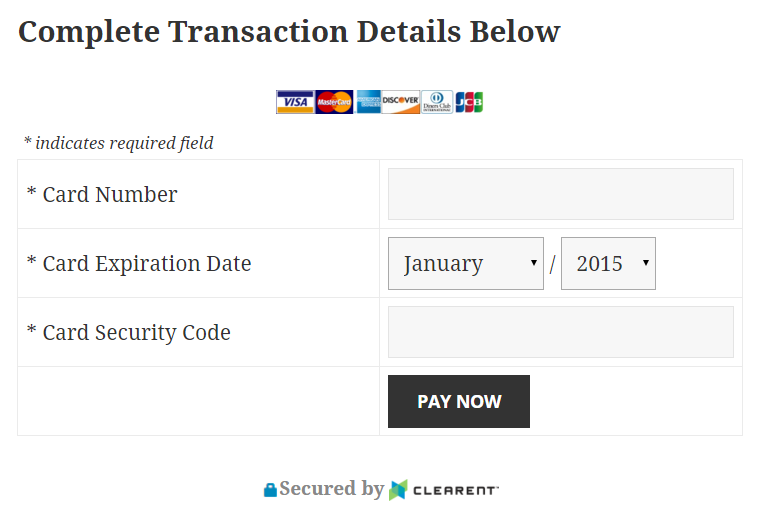 Complete Transaction Details Below
VISA MasterCard AMERICAN EXPRESS DISCOVER Diners Club INTERNATIONAL JCB
* indicates required field
* Card Number
* Card Expiration Date January / 2015
* Card Security Code
PAY NOW
Secured by CLEARENT